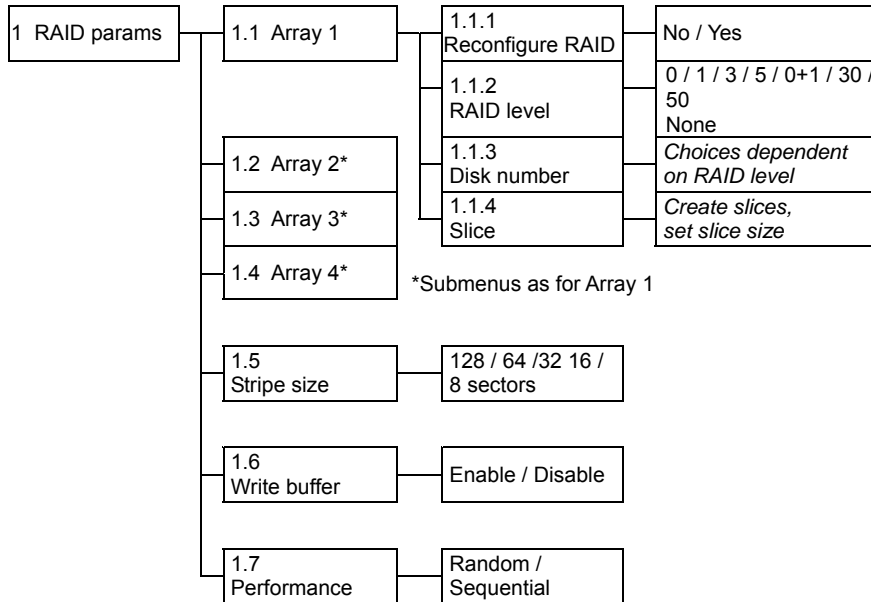 1 RAID params
1.1 Array 1
1.1.1
Reconfigure RAID
No / Yes
1.1.2
RAID level
0 / 1 / 3 / 5 / 0+1 / 30 /
50
None
1.1.3
Disk number
Choices dependent
on RAID level
1.1.4
Slice
Create slices,
set slice size
1.2 Array 2*
1.3 Array 3*
1.4 Array 4*
*Submenus as for Array 1
1.5
Stripe size
128 / 64 /32 16 /
8 sectors
1.6
Write buffer
Enable / Disable
1.7
Performance
Random /
Sequential